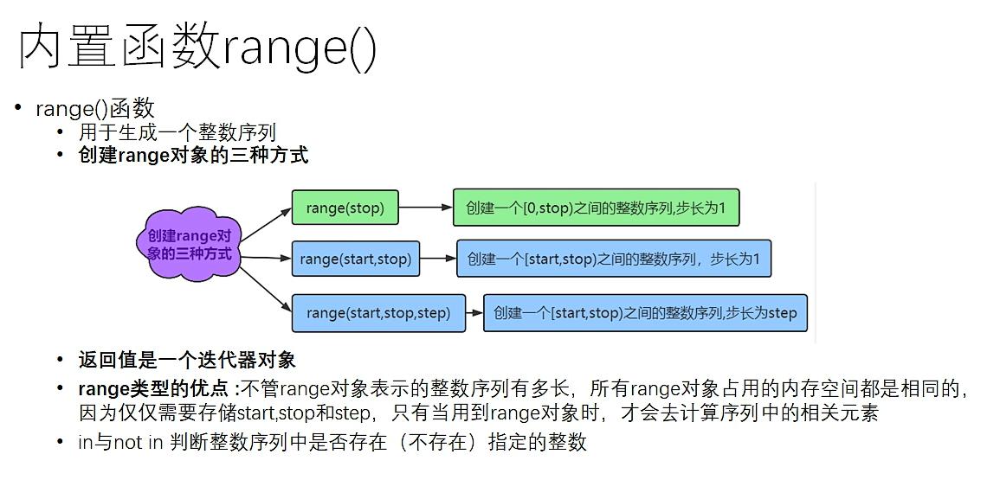 内置函数range()
• range()函数
• 用于生成一个整数序列
• 创建range对象的三种方式
创建range对
象的三种方式
range(stop)
创建一个[0,stop)之间的整数序列,步长为1
range(start,stop)
创建一个[start,stop)之间的整数序列，步长为1
range(start,stop,step)
创建一个[start,stop)之间的整数序列,步长为step
• 返回值是一个迭代器对象
• range类型的优点 :不管range对象表示的整数序列有多长，所有range对象占用的内存空间都是相同的，
因为仅仅需要存储start,stop和step，只有当用到range对象时，才会去计算序列中的相关元素
• in与not in 判断整数序列中是否存在（不存在）指定的整数